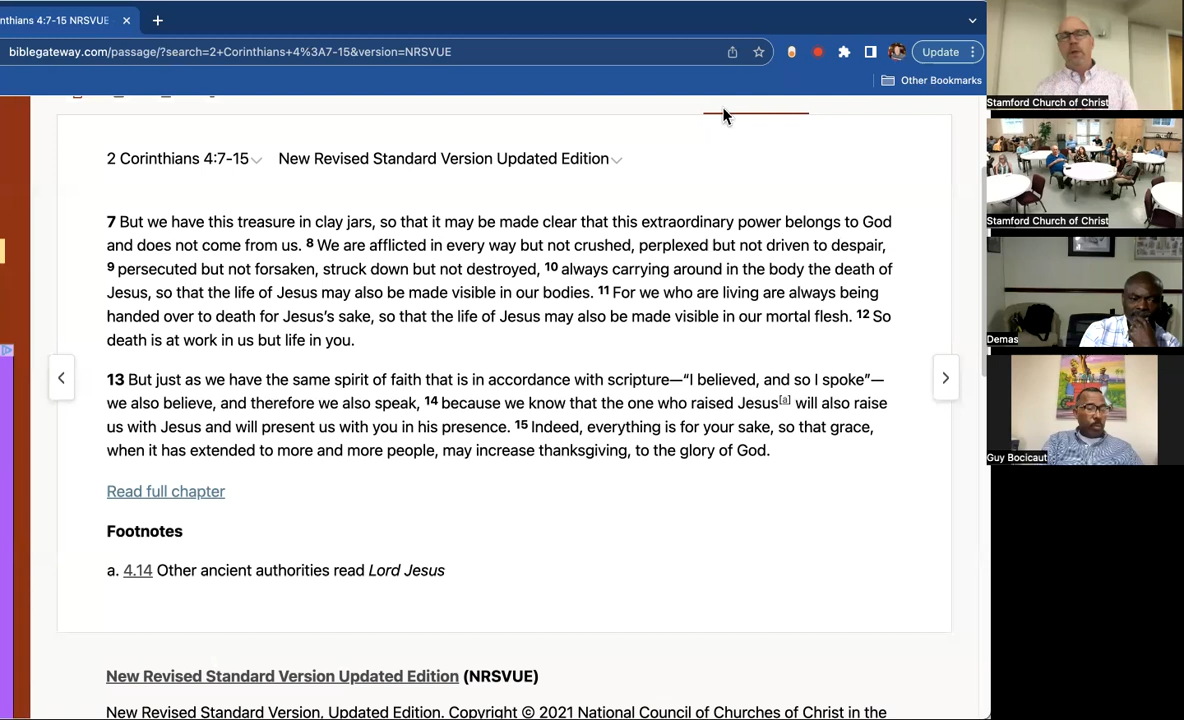 nthians 4:7-15 NRSVUE
biblegateway.com/passage/?search=2+Corinthians+4%3A7-15&version=NRSVUE
Update
Other Bookmarks
2 Corinthians 4:7-15 New Revised Standard Version Updated Edition
7 But we have this treasure in clay jars, so that it may be made clear that this extraordinary power belongs to God
and does not come from us. 8 We are afflicted in every way but not crushed, perplexed but not driven to despair,
9 persecuted but not forsaken, struck down but not destroyed, 10 always carrying around in the body the death of
Jesus, so that the life of Jesus may also be made visible in our bodies. 11 For we who are living are always being
handed over to death for Jesus’s sake, so that the life of Jesus may also be made visible in our mortal flesh. 12 So
death is at work in us but life in you.
13 But just as we have the same spirit of faith that is in accordance with scripture—“I believed, and so I spoke”—
we also believe, and therefore we also speak, 14 because we know that the one who raised Jesus[a] will also raise
us with Jesus and will present us with you in his presence. 15 Indeed, everything is for your sake, so that grace,
when it has extended to more and more people, may increase thanksgiving, to the glory of God.
Read full chapter
Footnotes
a. 4.14 Other ancient authorities read Lord Jesus
New Revised Standard Version Updated Edition (NRSVUE)
New Revised Standard Version, Updated Edition. Copyright © 2021 National Council of Churches of Christ in the
Stamford Church of Christ
Stamford Church of Christ
Demas
Guy Bocicaut